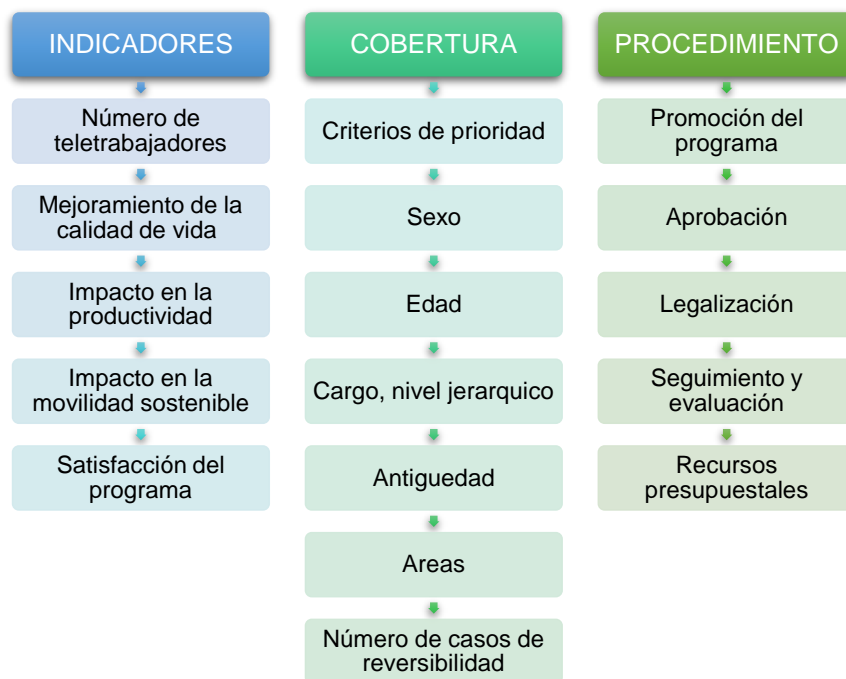 INDICADORES
Número de
teletrabajadores
Mejoramiento de la
calidad de vida
Impacto en la
productividad
Impacto en la
movilidad sostenible
Satisfacción del
programa
COBERTURA
Criterios de prioridad
Sexo
Edad
Cargo, nivel jerarquico
Antiguedad
Areas
Número de casos de
reversibilidad
PROCEDIMIENTO
Promoción del
programa
Aprobación
Legalización
Seguimiento y
evaluación
Recursos
presupuestales